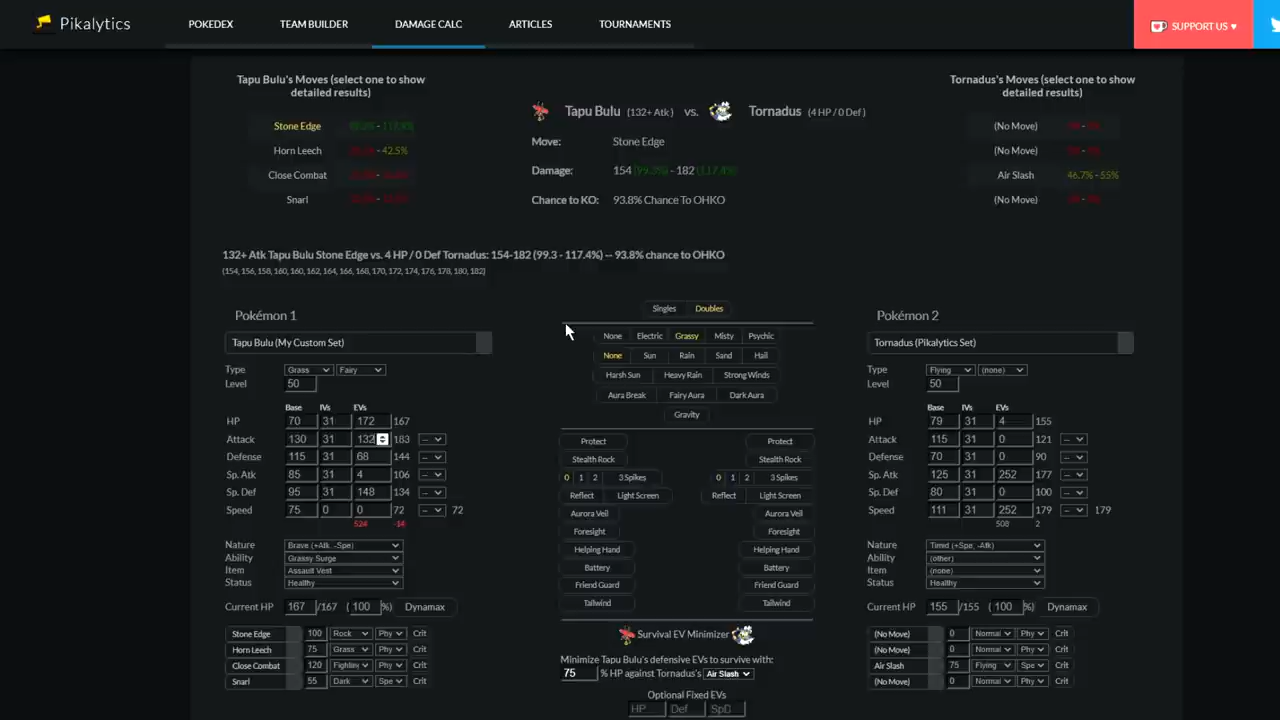 Pikalytics POKEDEX TEAM BUILDER DAMAGE CALC ARTICLES TOURNAMENTS SUPPORT US ♥
Tapu Bulu's Moves (select one to show
detailed results)
Stone Edge
Horn Leech - 42.5%
Close Combat
Snarl
Tapu Bulu (132+ Atk) vs. Tornadus (4 HP / 0 Def)
Move: Stone Edge
Damage: 154 (99.3%) - 182 (117.4%)
Chance to KO: 93.8% Chance To OHKO
Tornadus's Moves (select one to show
detailed results)
(No Move)
(No Move)
Air Slash 46.7% - 55%
(No Move)
132+ Atk Tapu Bulu Stone Edge vs. 4 HP / 0 Def Tornadus: 154-182 (99.3 - 117.4%) -- 93.8% chance to OHKO
(154, 156, 158, 160, 160, 162, 164, 166, 168, 170, 172, 174, 176, 178, 180, 182)
Pokémon 1
Tapu Bulu (My Custom Set)
Type Grass Fairy
Level 50
Base IVs EVs
HP 70 31 172 167
Attack 130 31 132 183 --
Defense 115 31 68 144 --
Sp. Atk 85 31 4 106 --
Sp. Def 95 31 148 134 --
Speed 75 0 0 72 -- 72
524 -14
Nature Brave (+Atk, -Spe)
Ability Grassy Surge
Item Assault Vest
Status Healthy
Current HP 167 /167 ( 100 %) Dynamax
Stone Edge 100 Rock Phy Crit
Horn Leech 75 Grass Phy Crit
Close Combat 120 Fighting Phy Crit
Snarl 55 Dark Spe Crit
Singles Doubles
None Electric Grassy Misty Psychic
None Sun Rain Sand Hail
Harsh Sun Heavy Rain Strong Winds
Aura Break Fairy Aura Dark Aura
Gravity
Protect Protect
Stealth Rock Stealth Rock
0 1 2 3 Spikes 0 1 2 3 Spikes
Reflect Light Screen Reflect Light Screen
Aurora Veil Aurora Veil
Foresight Foresight
Helping Hand Helping Hand
Battery Battery
Friend Guard Friend Guard
Tailwind Tailwind
Survival EV Minimizer
Minimize Tapu Bulu's defensive EVs to survive with:
75 % HP against Tornadus's Air Slash
Optional Fixed EVs
HP Def SpD
Pokémon 2
Tornadus (Pikalytics Set)
Type Flying (none)
Level 50
Base IVs EVs
HP 79 31 4 155
Attack 115 31 0 121 --
Defense 70 31 0 90 --
Sp. Atk 125 31 252 177 --
Sp. Def 80 31 0 100 --
Speed 111 31 252 179 -- 179
508 2
Nature Timid (+Spe, -Atk)
Ability (other)
Item (none)
Status Healthy
Current HP 155 /155 ( 100 %) Dynamax
(No Move) 0 Normal Phy Crit
(No Move) 0 Normal Phy Crit
Air Slash 75 Flying Spe Crit
(No Move) 0 Normal Phy Crit